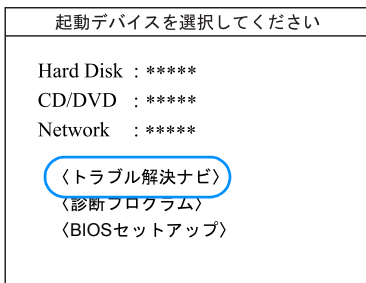 起動デバイスを選択してください
Hard Disk : *****
CD/DVD : *****
Network : *****
〈トラブル解決ナビ〉
〈診断プログラム〉
〈BIOSセットアップ〉